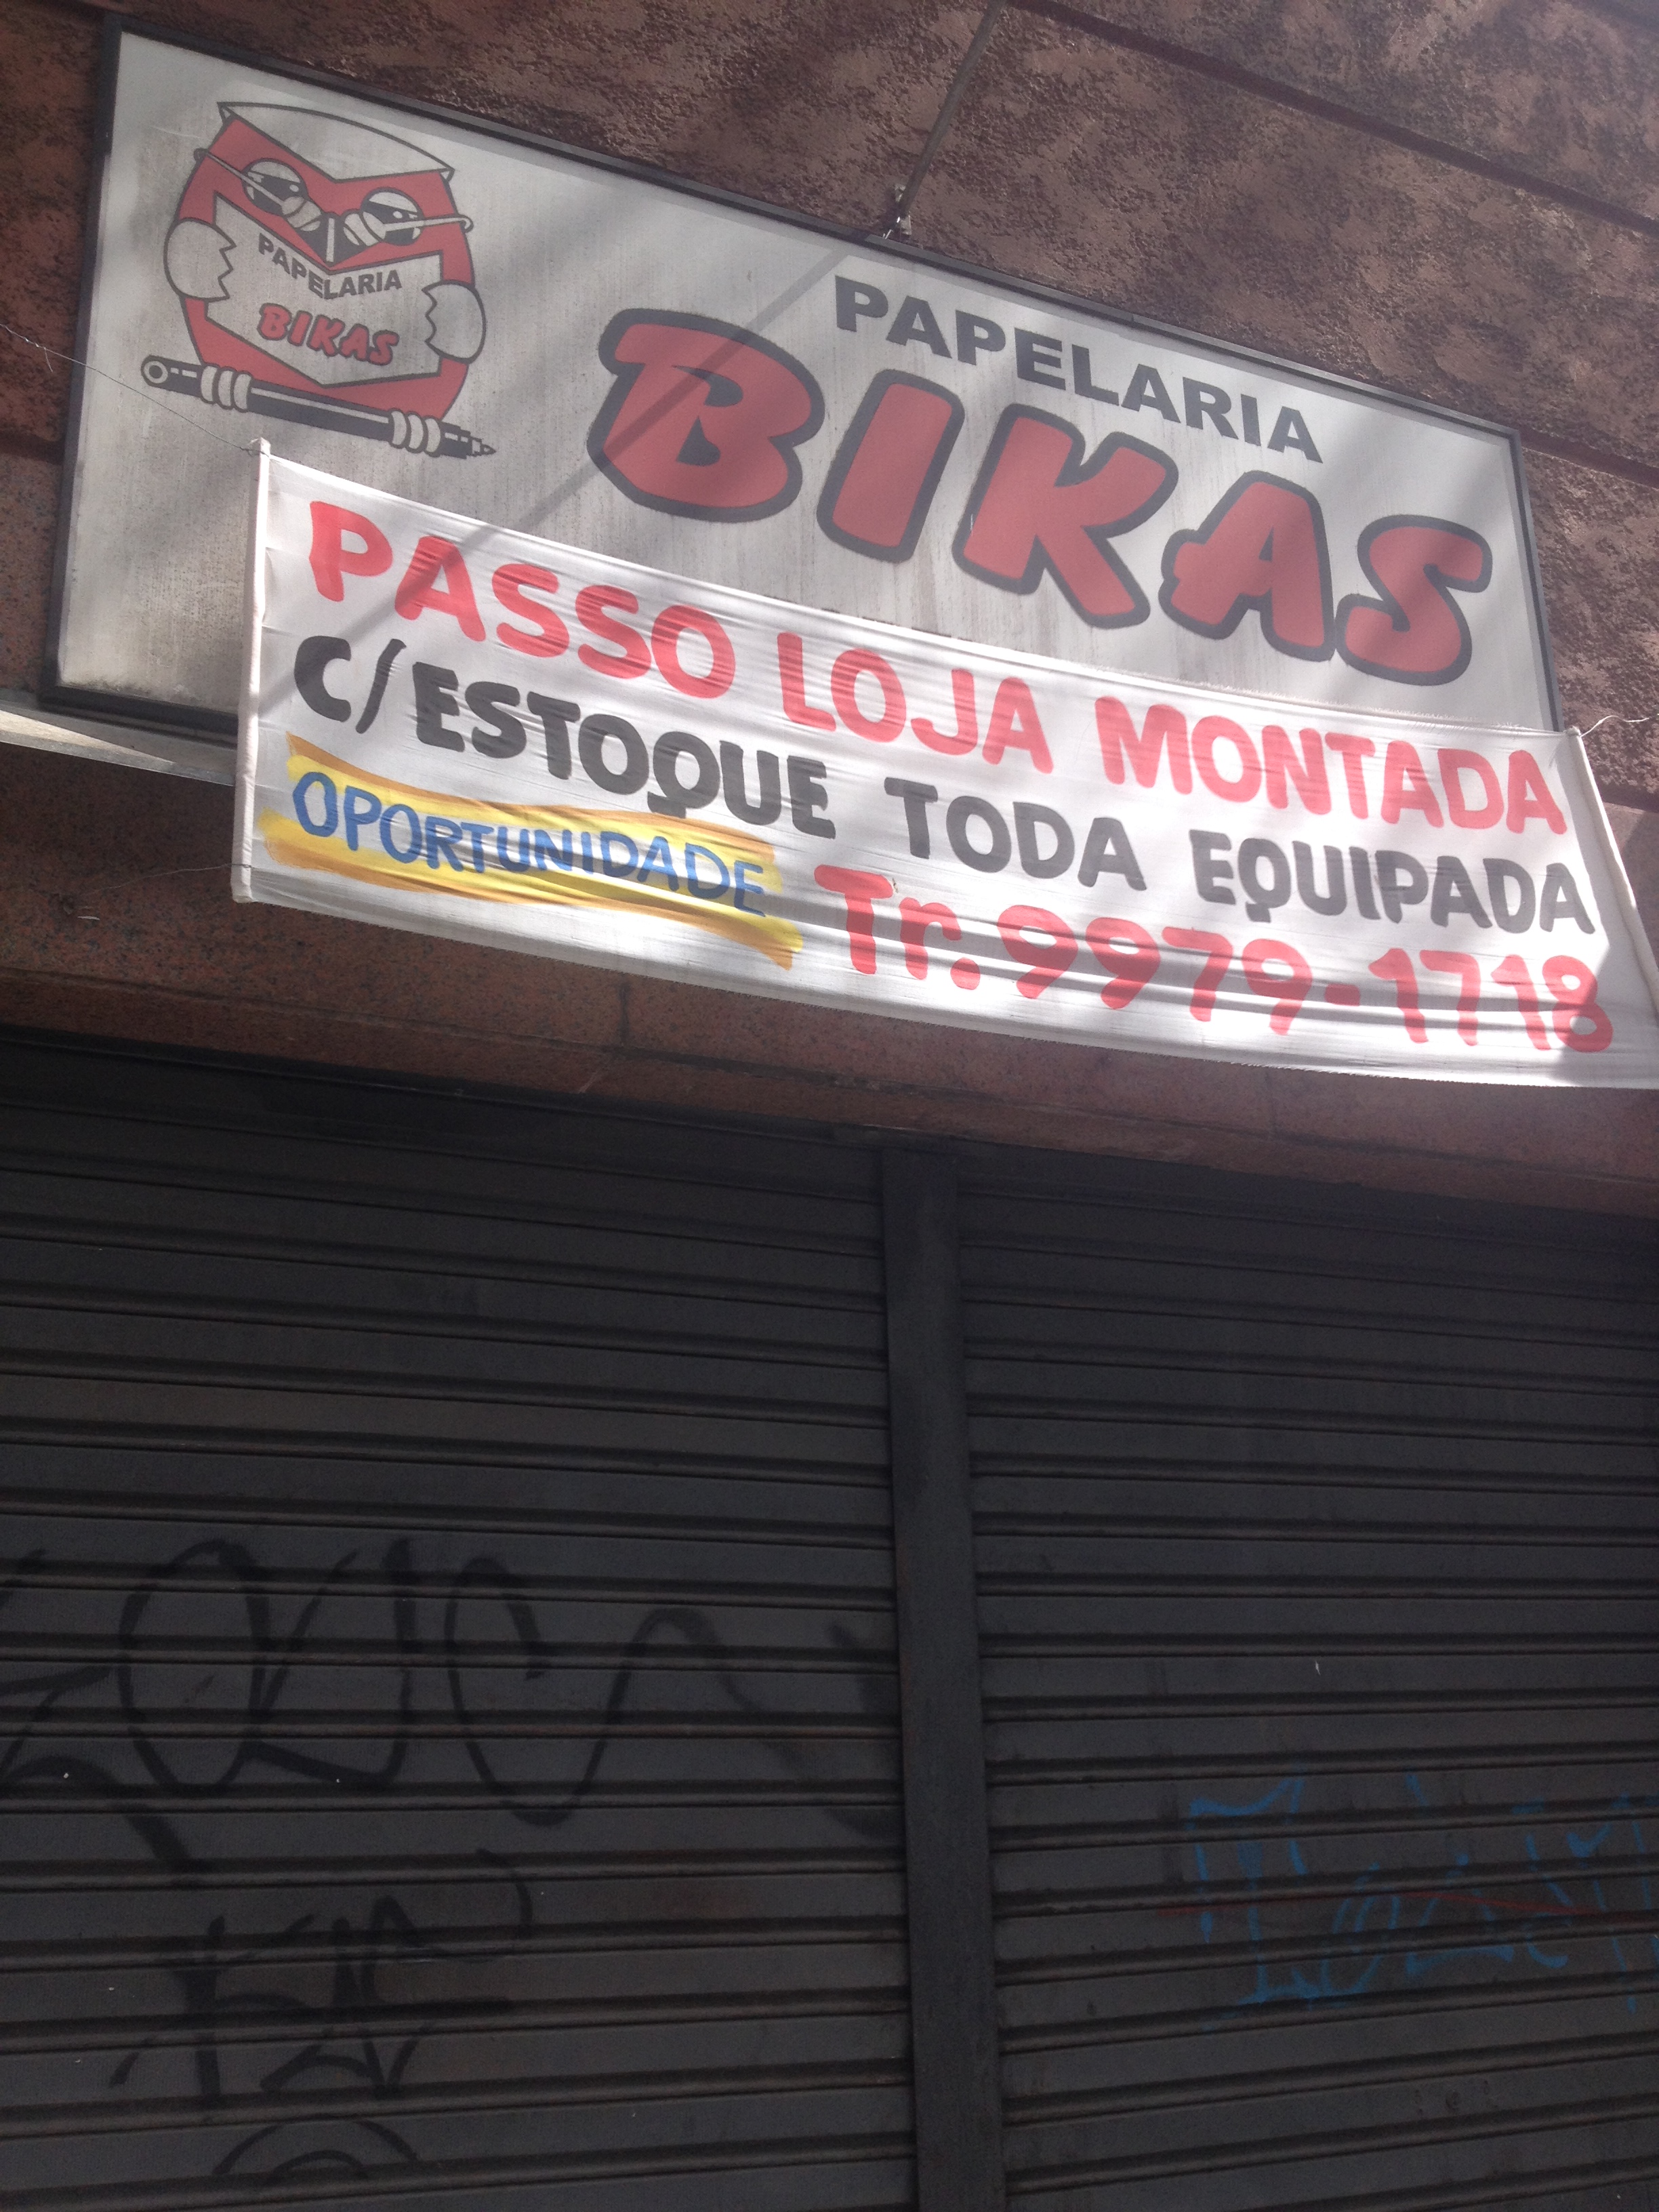 PAPELARIA
BIKAS
PAPELARIA
BIKAS
PASSO LOJA MONTADA
C/ESTOQUE TODA EQUIPADA
OPORTUNIDADE Tr. 9979-1718